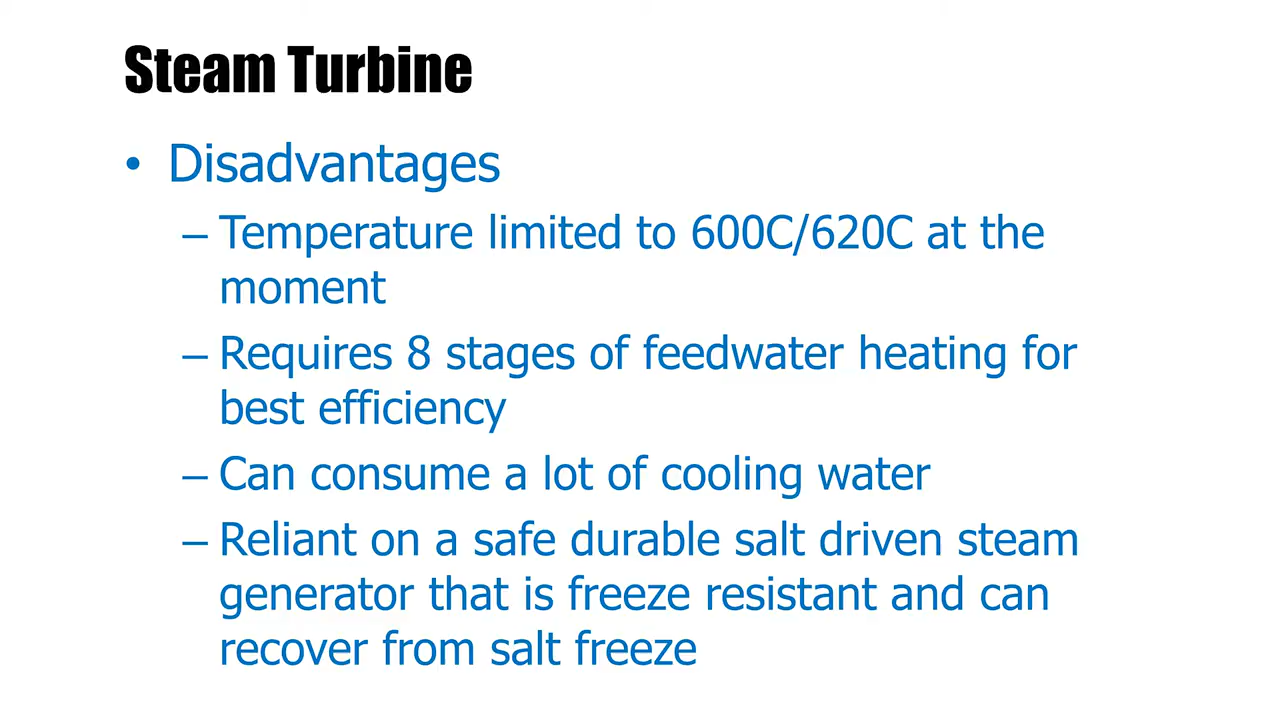 Steam Turbine
• Disadvantages
– Temperature limited to 600C/620C at the
moment
– Requires 8 stages of feedwater heating for
best efficiency
– Can consume a lot of cooling water
– Reliant on a safe durable salt driven steam
generator that is freeze resistant and can
recover from salt freeze